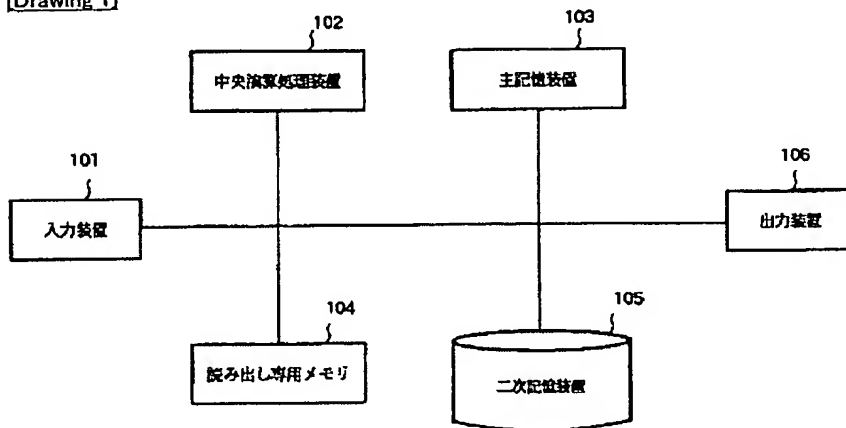 [Drawing 1]
102
中央演算処理装置
103
主記憶装置
101
入力装置
106
出力装置
104
読み出し専用メモリ
105
二次記憶装置